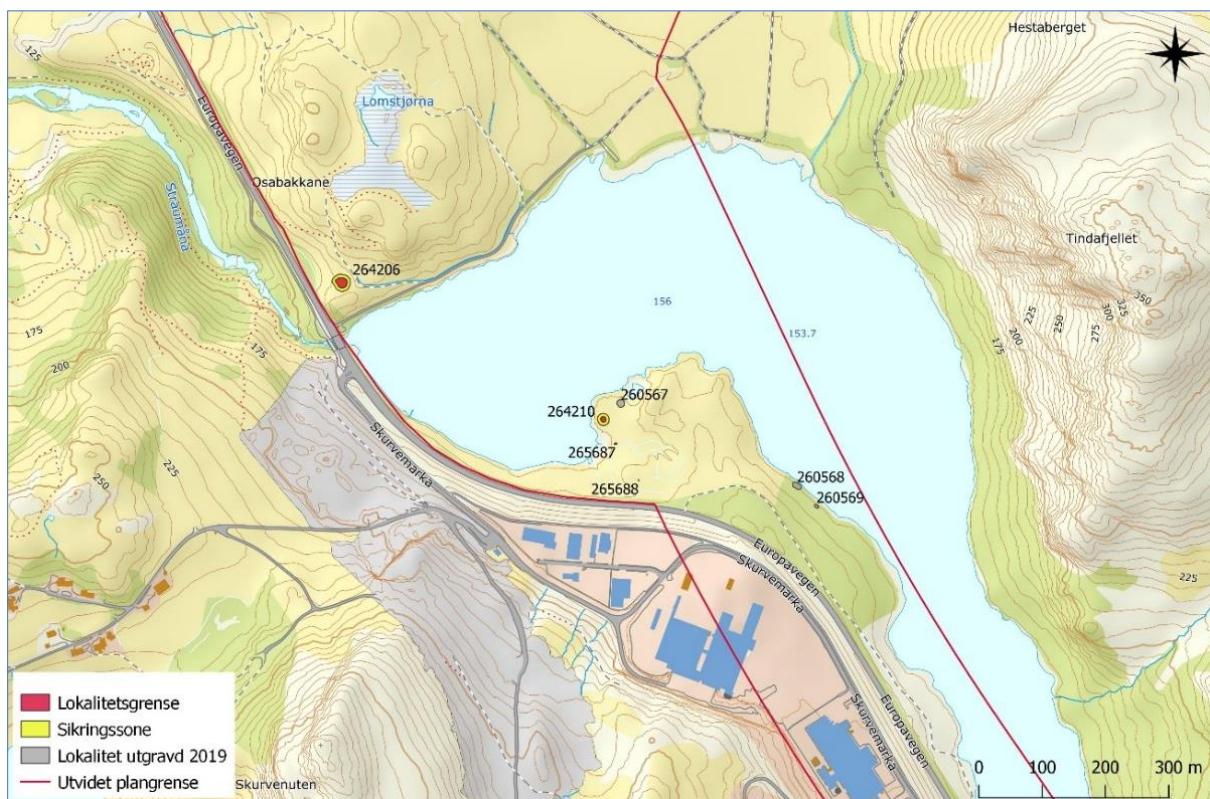 Hestaberget
125
Europavegen
Lomstjørna
Osabakkane
Straumåna
Tindafjellet
264206
350
325
300
275
250
225
200
175
156
153.7
175
200
175
260567
264210
265687
265688
260568
260569
225
250
225
Skurvemarka
Europavegen
Skurvemarka
Europavegen
Skurvemarka
Lokalitetsgrense
Sikringssone
Lokalitet utgravd 2019
Utvidet plangrense
Skurvenuten
0 100 200 300 m